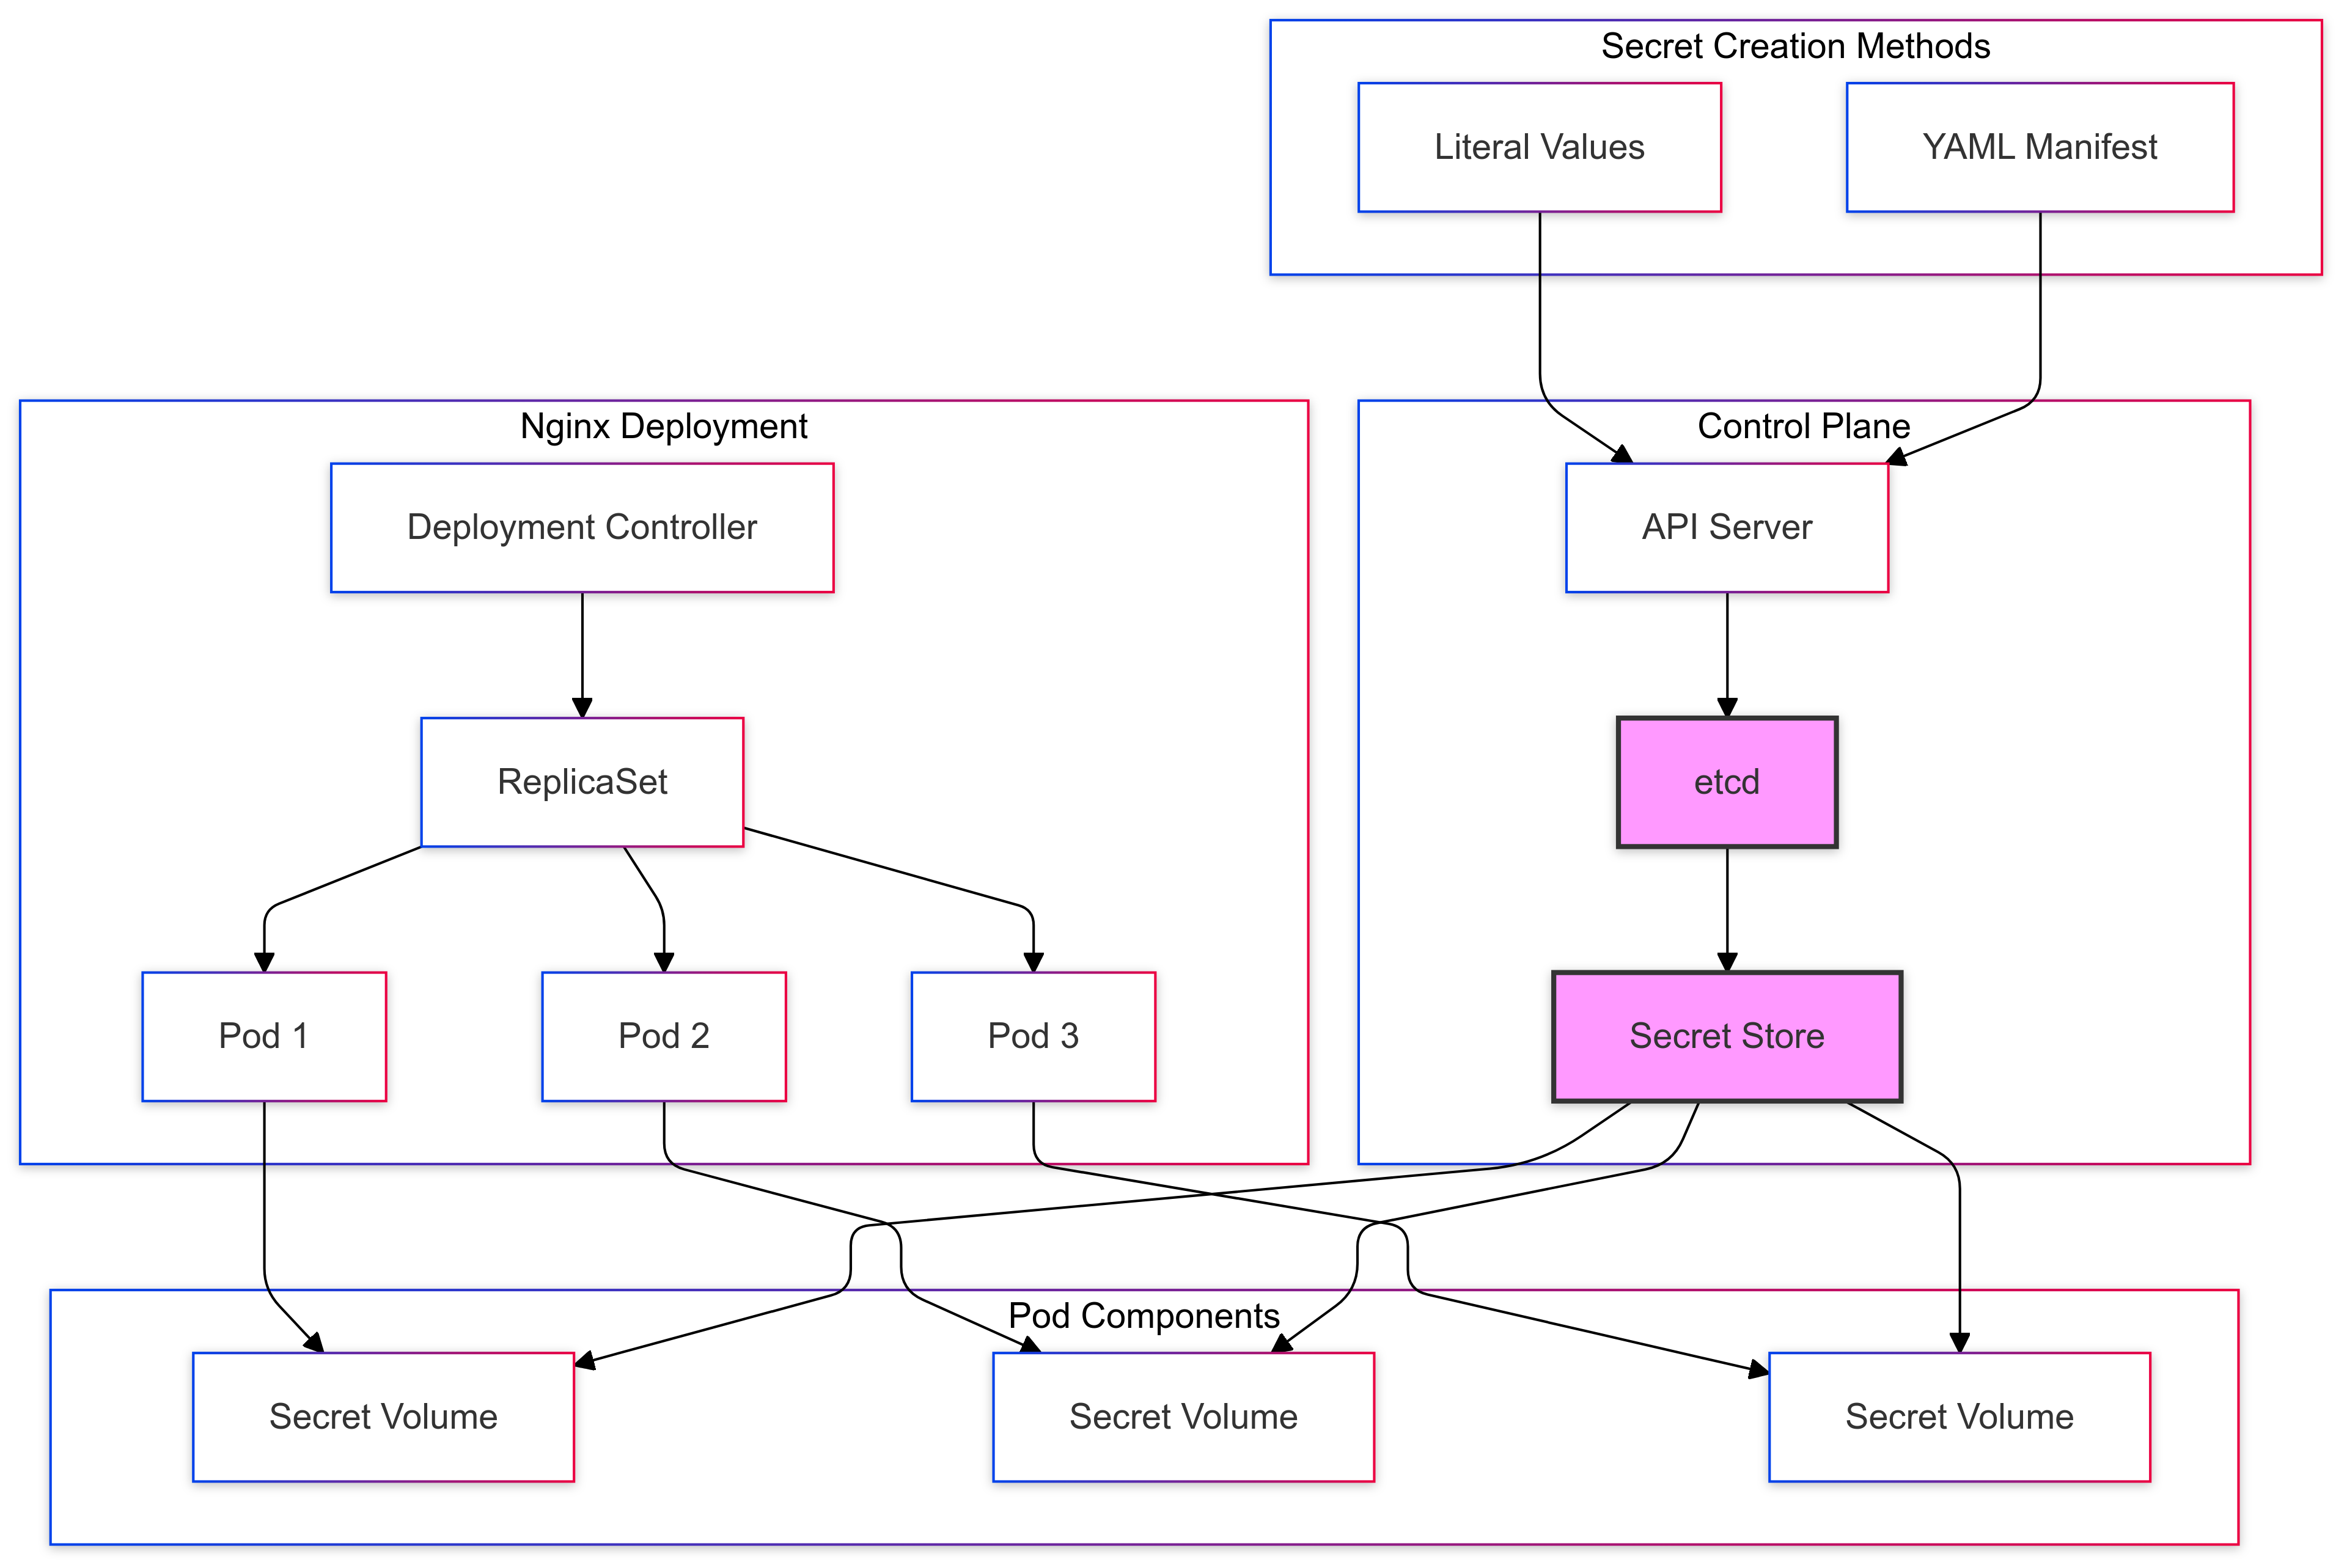 Secret Creation Methods
Literal Values
YAML Manifest
Nginx Deployment
Control Plane
Deployment Controller
API Server
ReplicaSet
etcd
Pod 1
Pod 2
Pod 3
Secret Store
Pod Components
Secret Volume
Secret Volume
Secret Volume